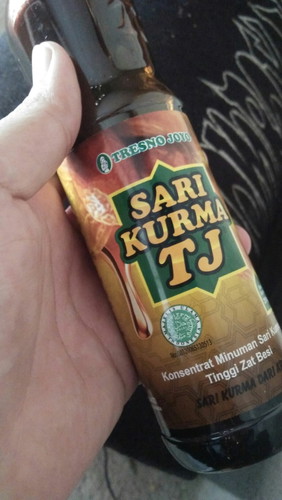 TRESNO JOYO
SARI
KURMA
TJ
Konsentrat Minuman Sari
Tinggi Zat Besi
SARI KURMA DARI